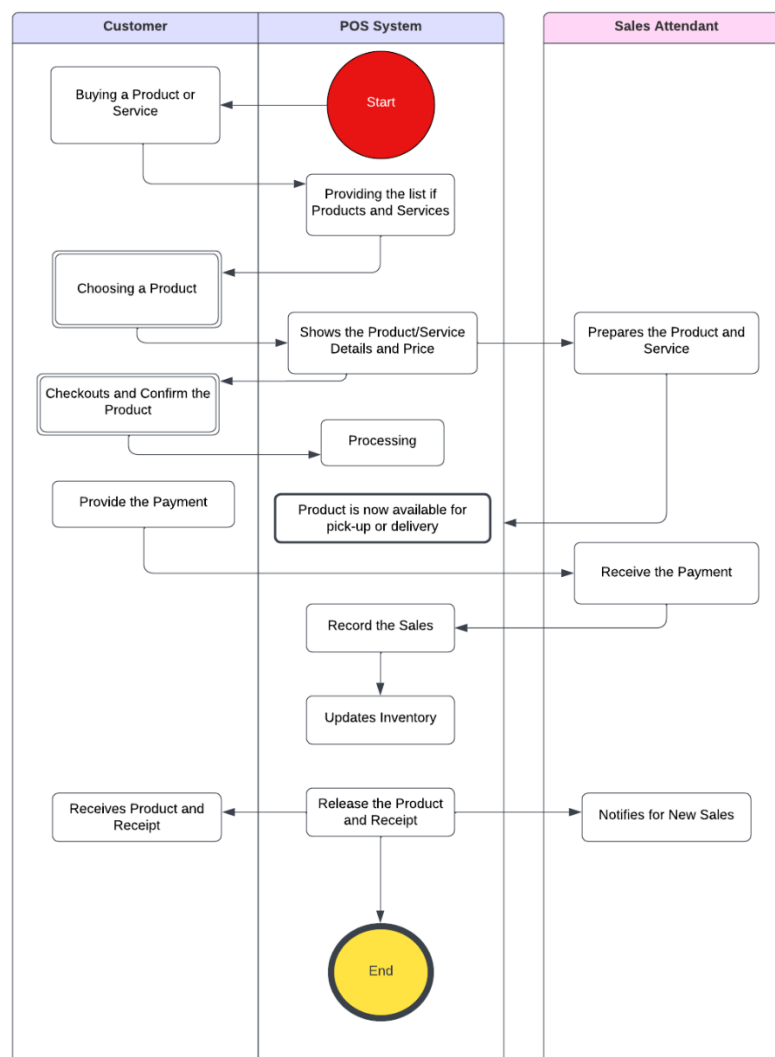 Customer
POS System
Sales Attendant
Buying a Product or
Service
Start
Providing the list if
Products and Services
Choosing a Product
Shows the Product/Service
Details and Price
Prepares the Product and
Service
Checkouts and Confirm the
Product
Processing
Provide the Payment
Product is now available for
pick-up or delivery
Receive the Payment
Record the Sales
Updates Inventory
Receives Product and
Receipt
Release the Product
and Receipt
Notifies for New Sales
End